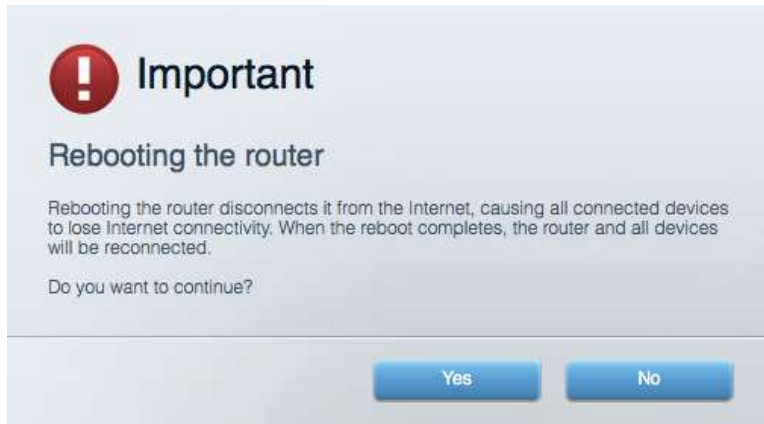 Important
Rebooting the router
Rebooting the router disconnects it from the Internet, causing all connected devices
to lose Internet connectivity. When the reboot completes, the router and all devices
will be reconnected.
Do you want to continue?
Yes
No